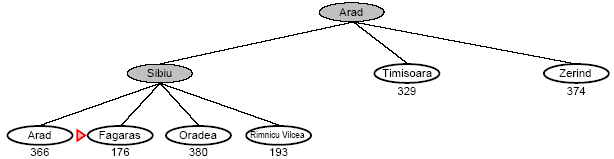 Arad
Sibiu Timisoara Zerind
329 374
Arad Fagaras Oradea Rimnicu Vilcea
366 176 380 193